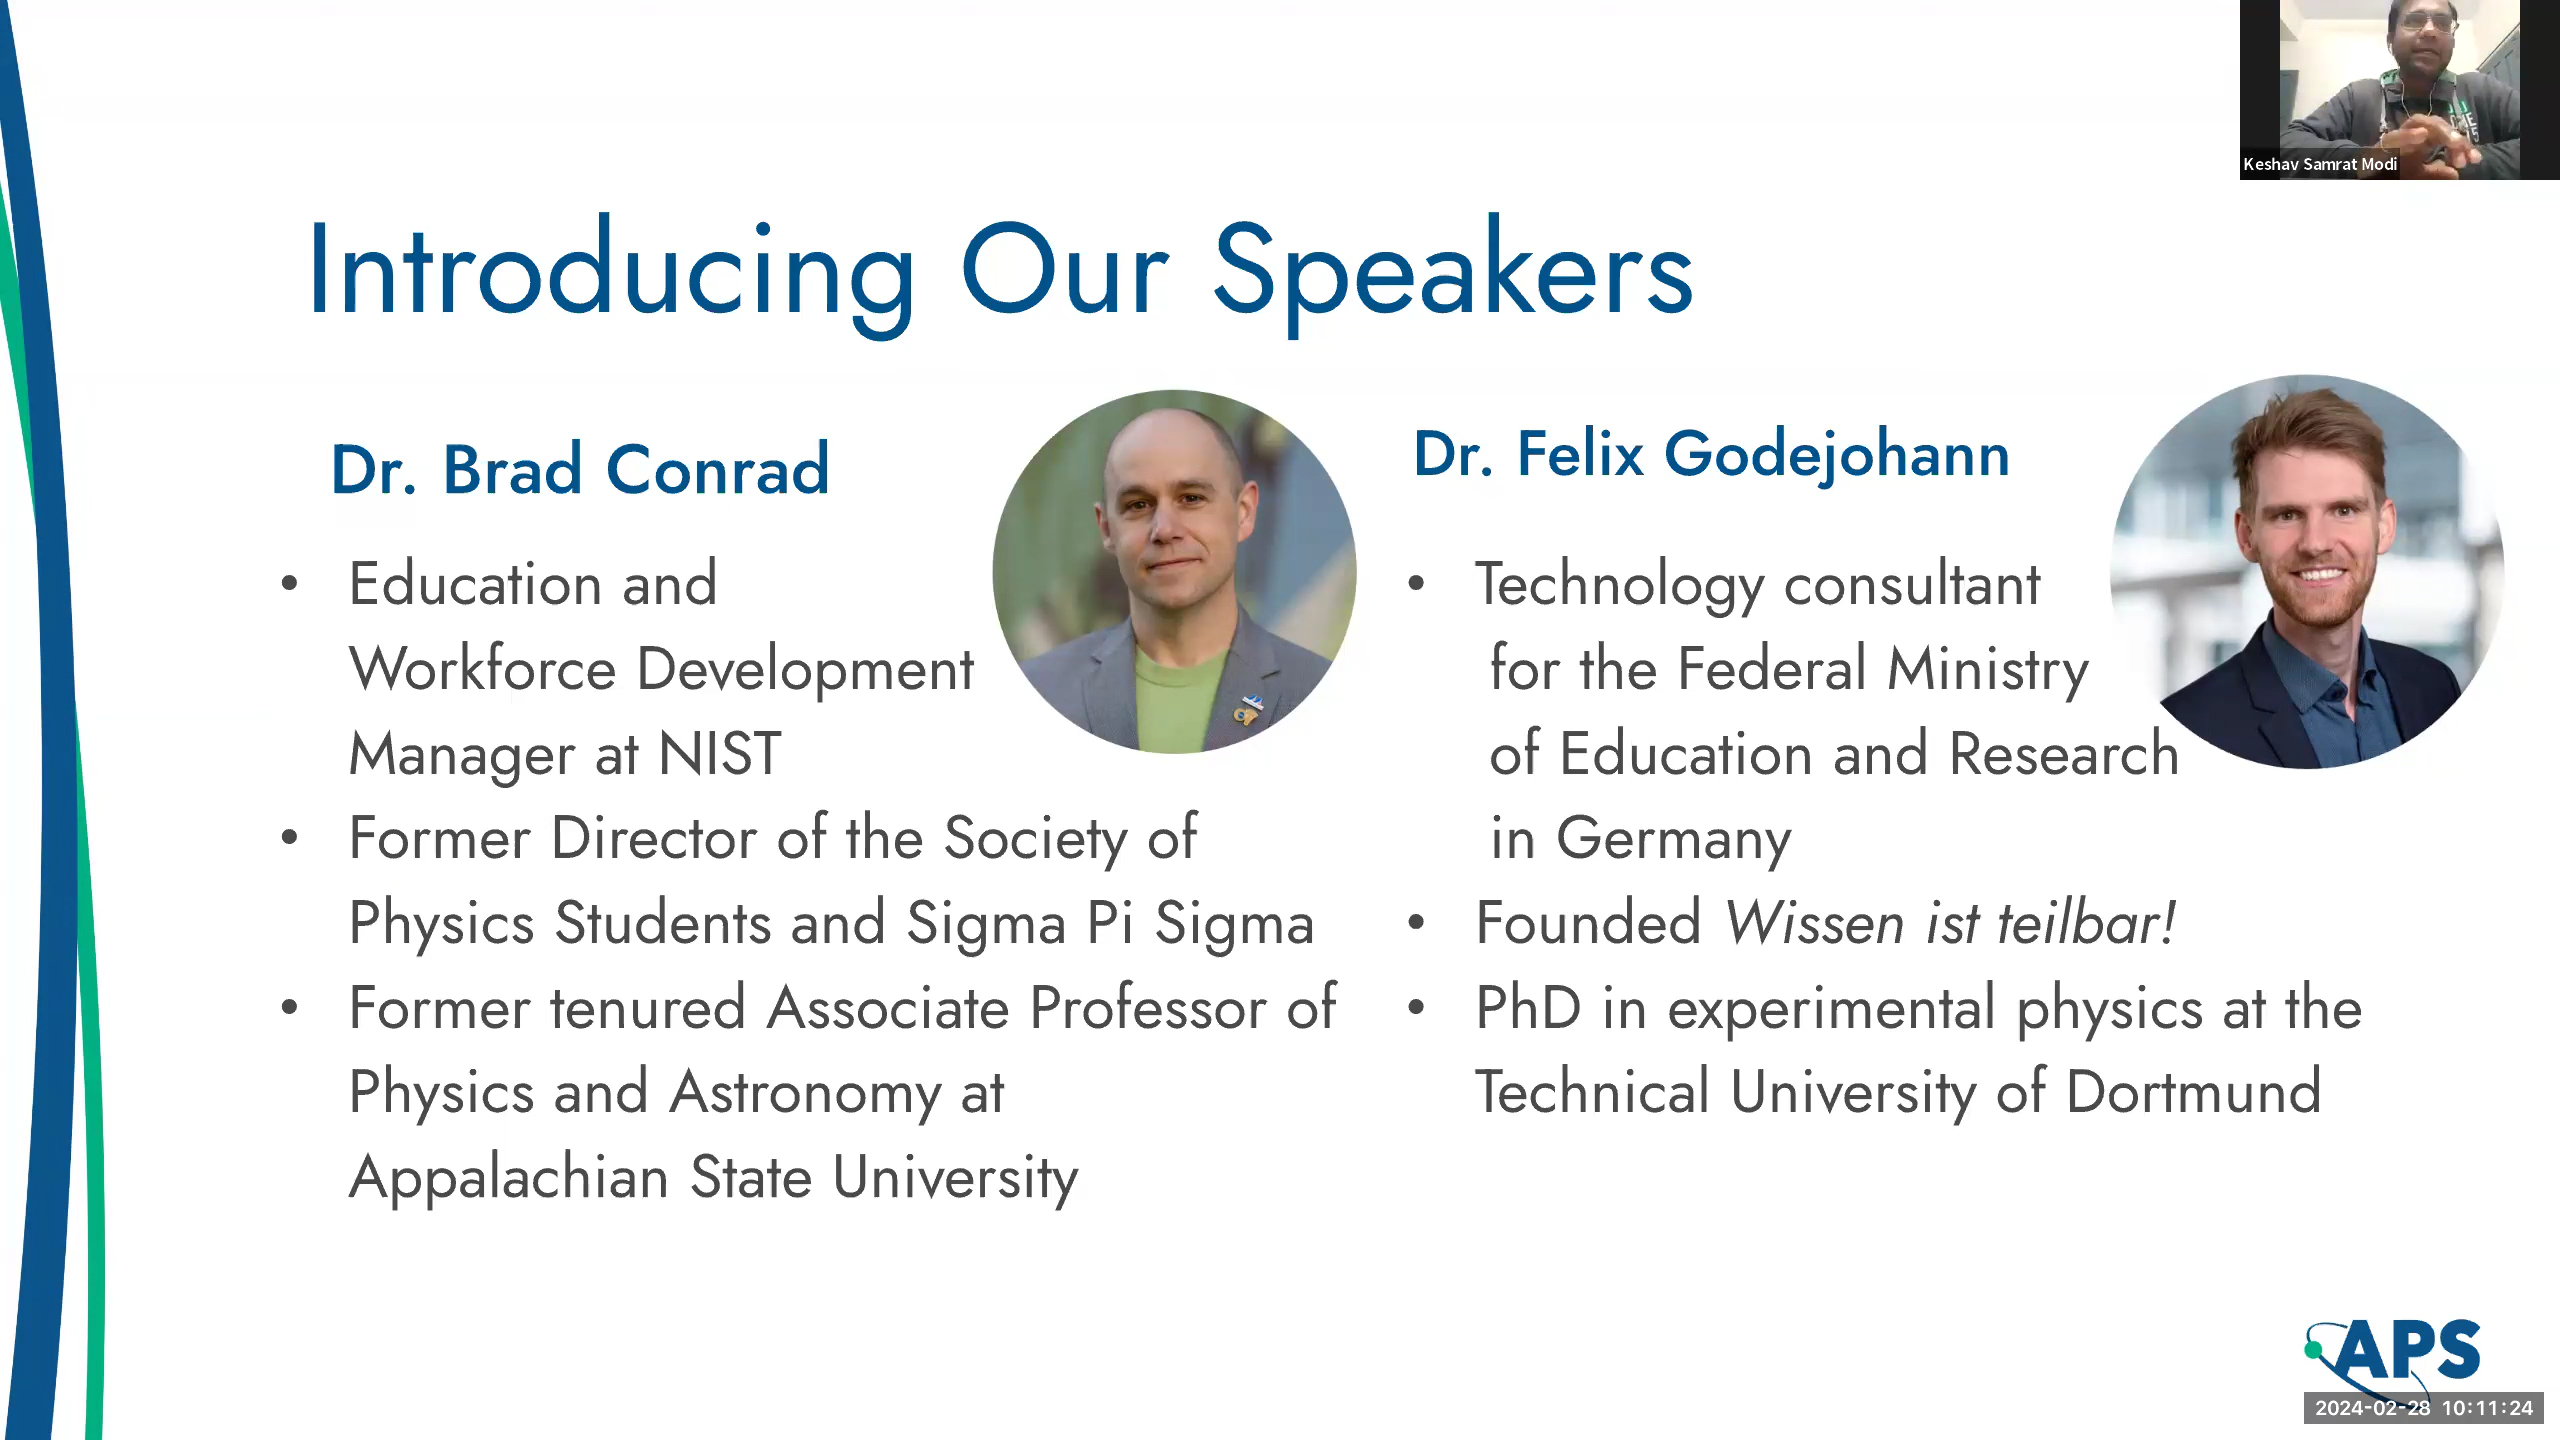 Keshav Samrat Modi
Introducing Our Speakers
Dr. Brad Conrad
• Education and
Workforce Development
Manager at NIST
• Former Director of the Society of
Physics Students and Sigma Pi Sigma
• Former tenured Associate Professor of
Physics and Astronomy at
Appalachian State University
Dr. Felix Godejohann
• Technology consultant
for the Federal Ministry
of Education and Research
in Germany
• Founded Wissen ist teilbar!
• PhD in experimental physics at the
Technical University of Dortmund
APS
2024-02-28 10:11:24